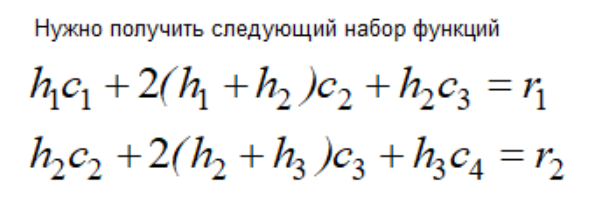 Нужно получить следующий набор функций
h₁c₁ + 2(h₁ + h₂)c₂ + h₂c₃ = r₁
h₂c₂ + 2(h₂ + h₃)c₃ + h₃c₄ = r₂